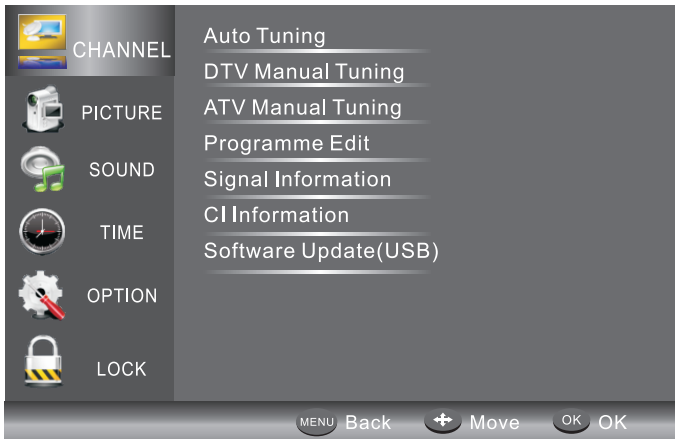 CHANNEL
PICTURE
SOUND
TIME
OPTION
LOCK
Auto Tuning
DTV Manual Tuning
ATV Manual Tuning
Programme Edit
Signal Information
CI Information
Software Update(USB)
MENU Back Move OK OK